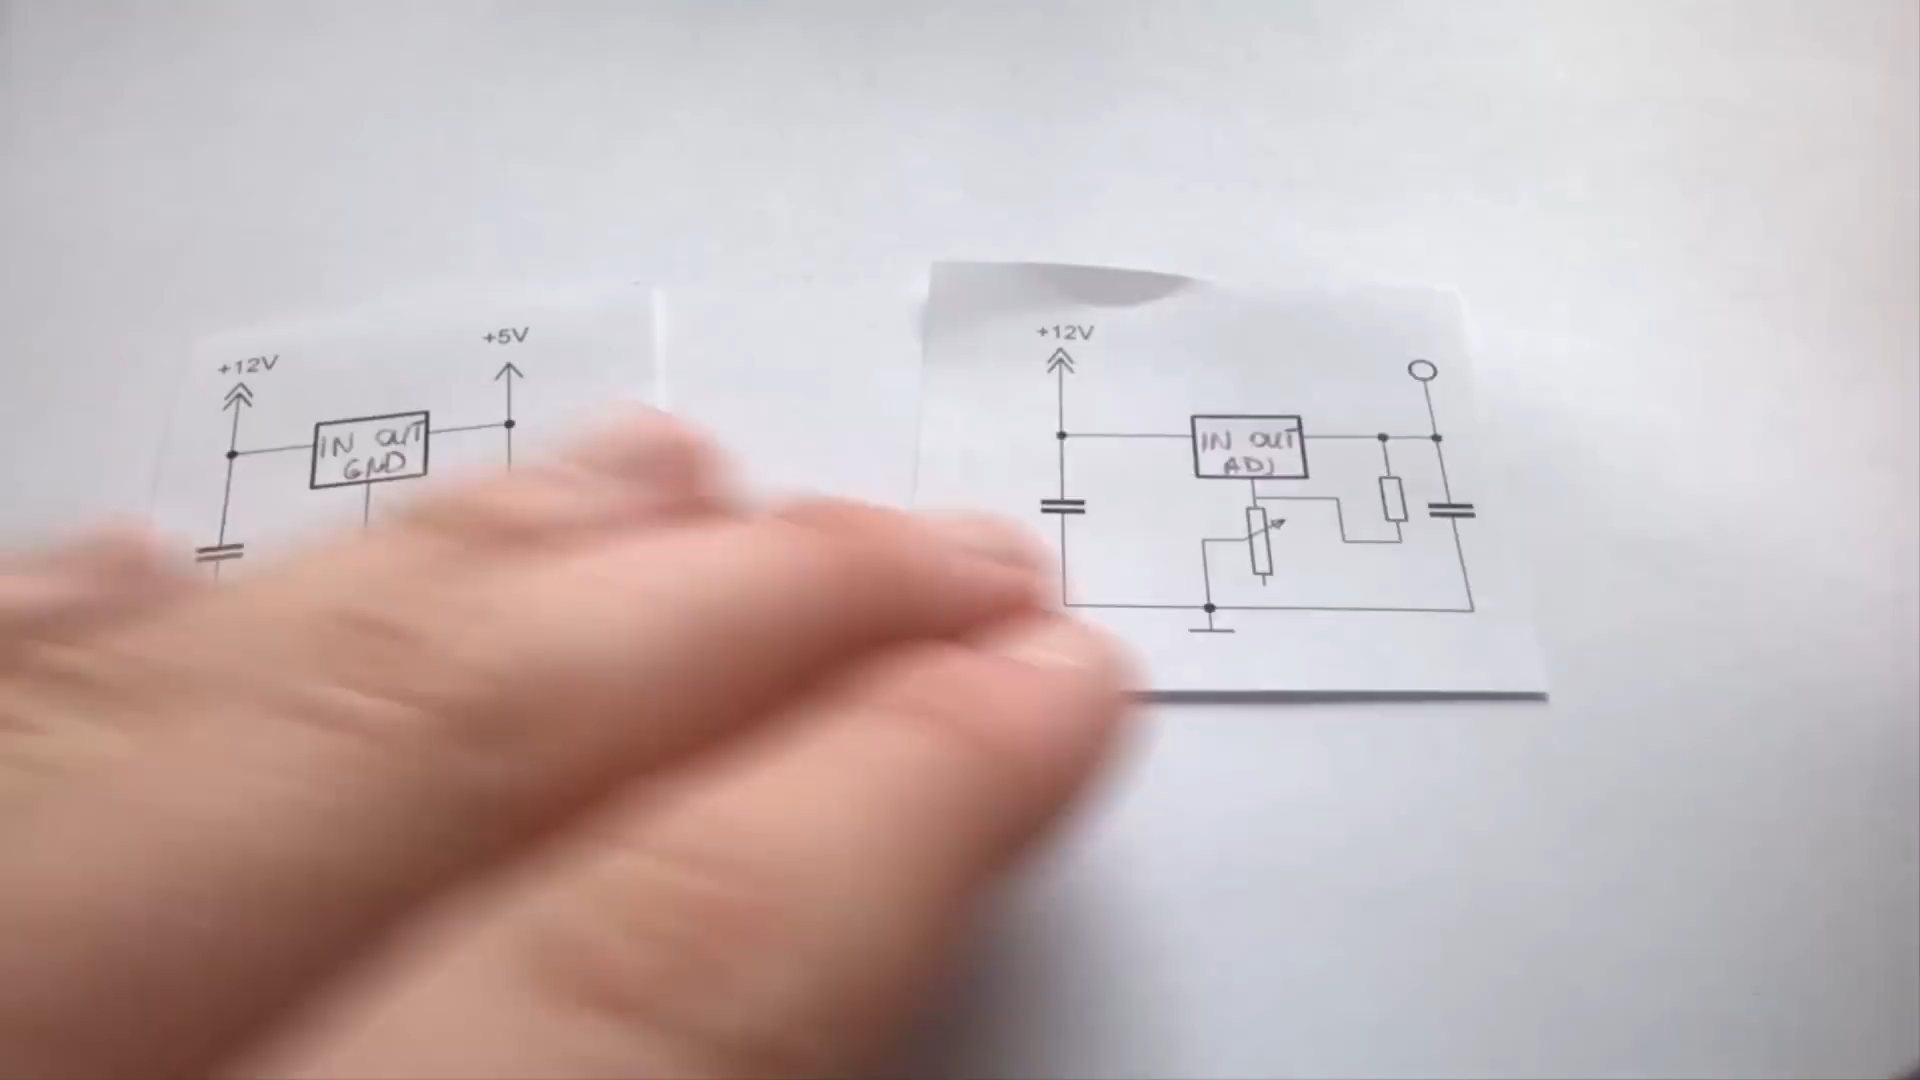 +12V
+5V
IN OUT
GND
+12V
IN OUT
ADJ